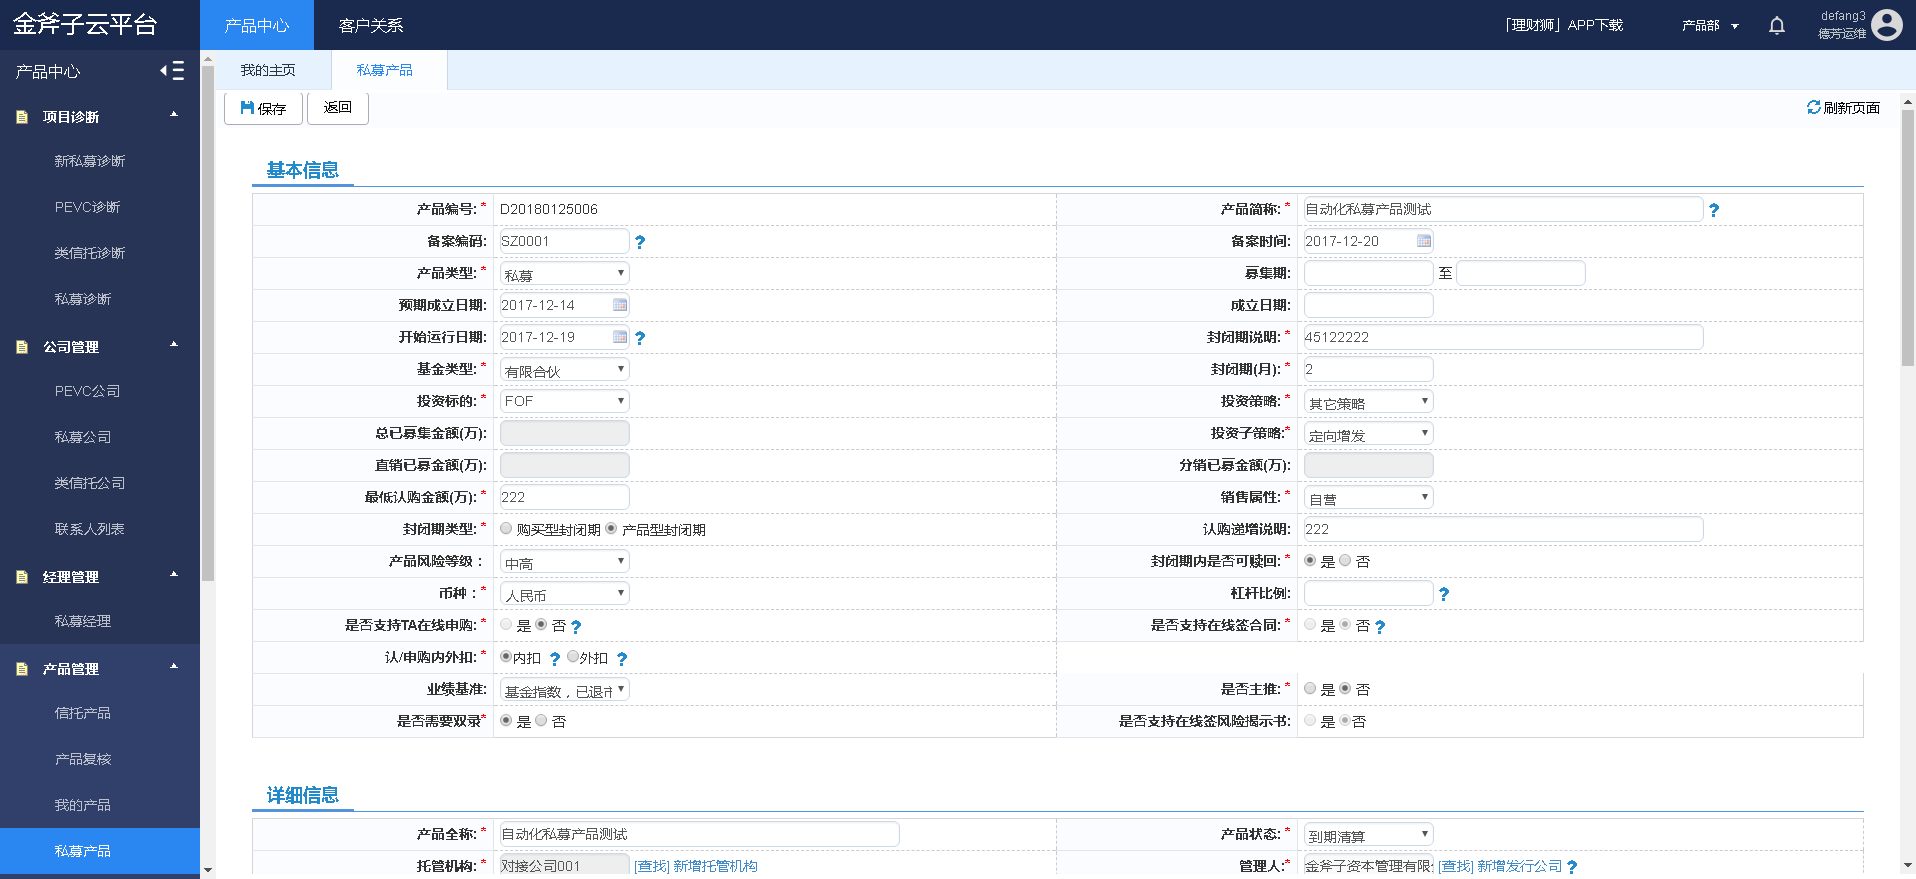 金斧子云平台
产品中心
客户关系
「理财狮」APP下载
产品部
defang3
德芳运维
产品中心
项目诊断
新私募诊断
PEVC诊断
类信托诊断
私募诊断
公司管理
PEVC公司
私募公司
类信托公司
联系人列表
经理管理
私募经理
产品管理
信托产品
产品复核
我的产品
私募产品
我的主页
私募产品
保存
返回
刷新页面
基本信息
产品编号: * D20180125006
产品简称: * 自动化私募产品测试 ?
备案编码: SZ0001 ?
备案时间: 2017-12-20
产品类型: * 私募
募集期: 至
预期成立日期: 2017-12-14
成立日期:
开始运行日期: 2017-12-19 ?
封闭期说明: * 45122222
基金类型: * 有限合伙
封闭期(月): * 2
投资标的: * FOF
投资策略: * 其它策略
总已募集金额(万):
投资子策略:* 定向增发
直销已募金额(万):
分销已募金额(万):
最低认购金额(万): * 222
销售属性: * 自营
封闭期类型: * 购买型封闭期 产品型封闭期
认购递增说明: 222
产品风险等级 : 中高
封闭期内是否可赎回: * 是 否
币种 : * 人民币
杠杆比例: ?
是否支持TA在线申购: * 是 否 ?
是否支持在线签合同: * 是 否 ?
认/申购内外扣: * 内扣 ? 外扣 ?
业绩基准: 基金指数，已退市
是否主推: * 是 否
是否需要双录* 是 否
是否支持在线签风险揭示书: 是 否
详细信息
产品全称: * 自动化私募产品测试
产品状态: * 到期清算
托管机构: * 对接公司001 [查找] 新增托管机构
管理人:* 金斧子资本管理有限 [查找] 新增发行公司 ?